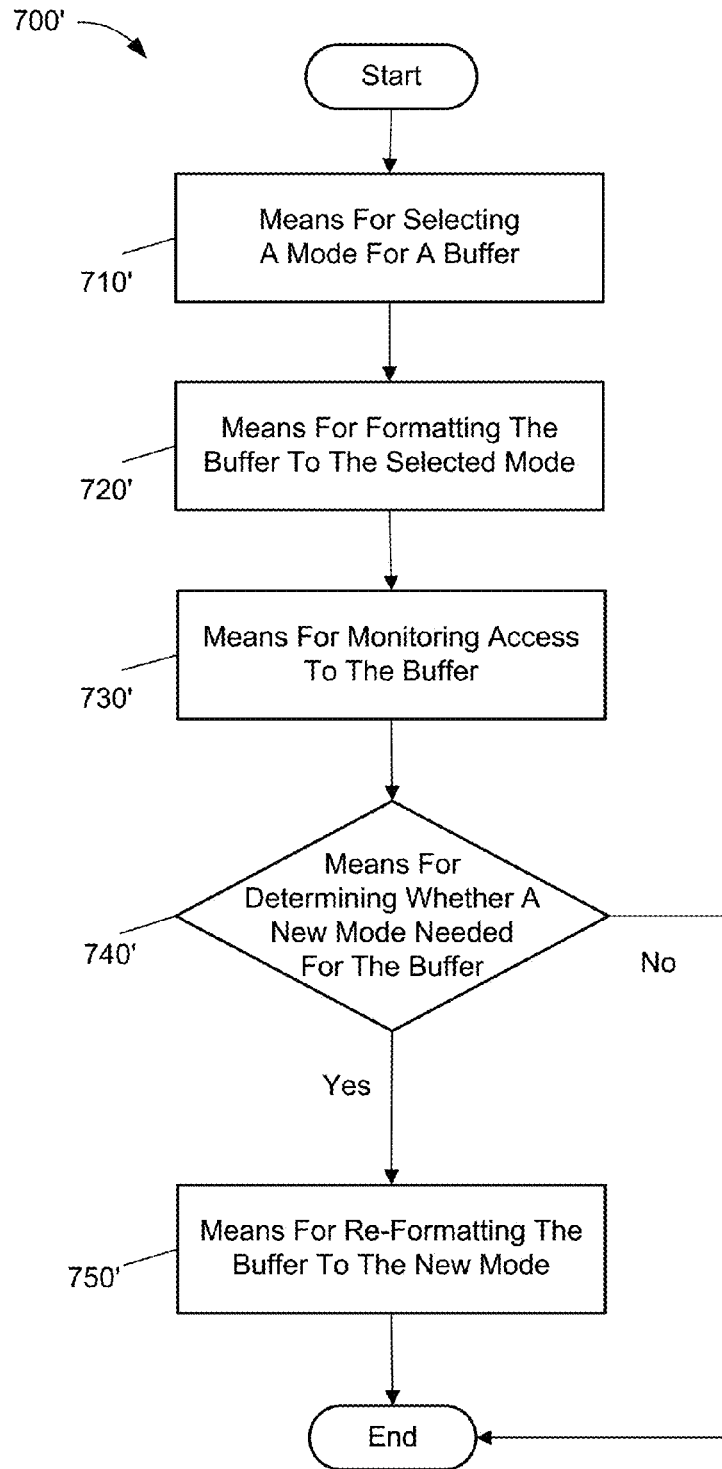 700'
Start
Means For Selecting
A Mode For A Buffer
710'
Means For Formatting The
Buffer To The Selected Mode
720'
Means For Monitoring Access
To The Buffer
730'
Means For
Determining Whether A
New Mode Needed
For The Buffer
740'
No
Yes
Means For Re-Formatting The
Buffer To The New Mode
750'
End